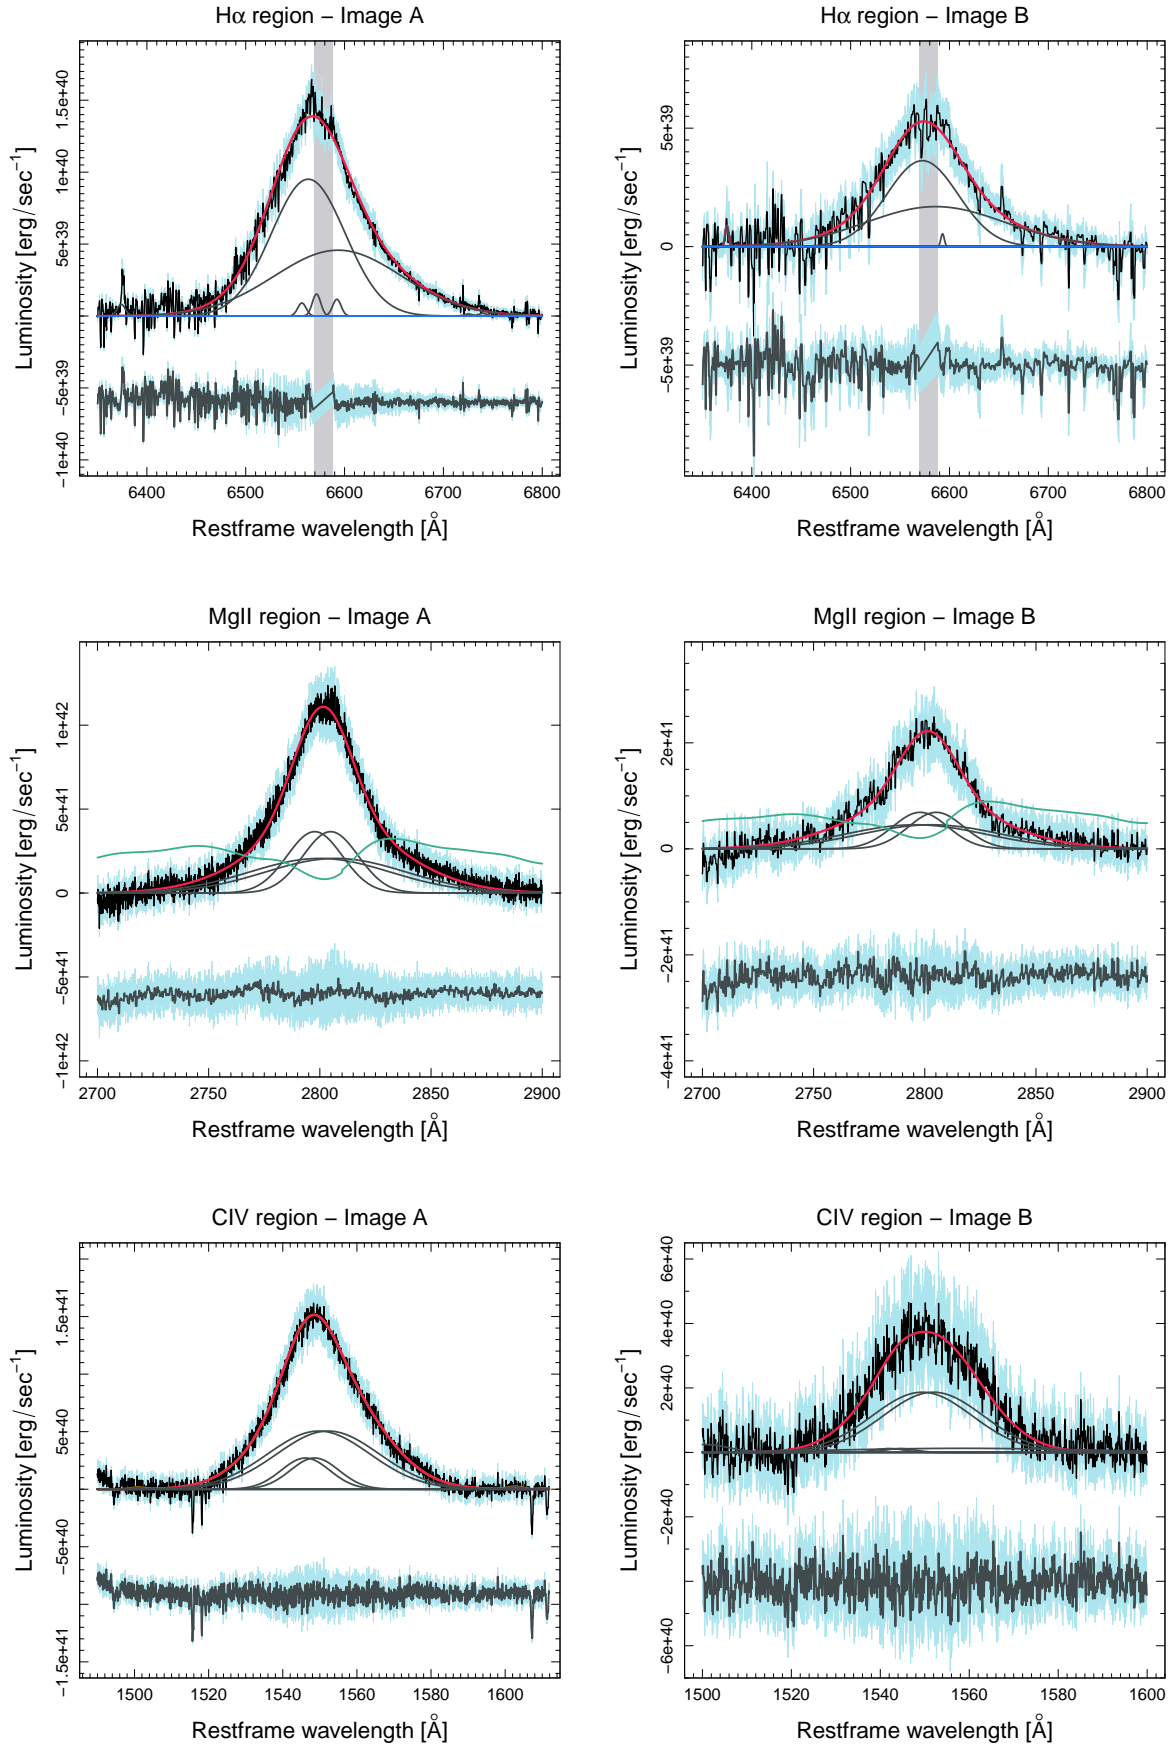 Hα region − Image A
Luminosity [erg/sec−1]
1.5e+40
1e+40
5e+39
−5e+39
−1e+40
6400 6500 6600 6700 6800
Restframe wavelength [Å]
Hα region − Image B
Luminosity [erg/sec−1]
5e+39
0
−5e+39
6400 6500 6600 6700 6800
Restframe wavelength [Å]
MgII region − Image A
Luminosity [erg/sec−1]
1e+42
5e+41
0
−5e+41
−1e+42
2700 2750 2800 2850 2900
Restframe wavelength [Å]
MgII region − Image B
Luminosity [erg/sec−1]
2e+41
0
−2e+41
−4e+41
2700 2750 2800 2850 2900
Restframe wavelength [Å]
CIV region − Image A
Luminosity [erg/sec−1]
1.5e+41
5e+40
−5e+40
−1.5e+41
1500 1520 1540 1560 1580 1600
Restframe wavelength [Å]
CIV region − Image B
Luminosity [erg/sec−1]
6e+40
4e+40
2e+40
0
−2e+40
−6e+40
1500 1520 1540 1560 1580 1600
Restframe wavelength [Å]